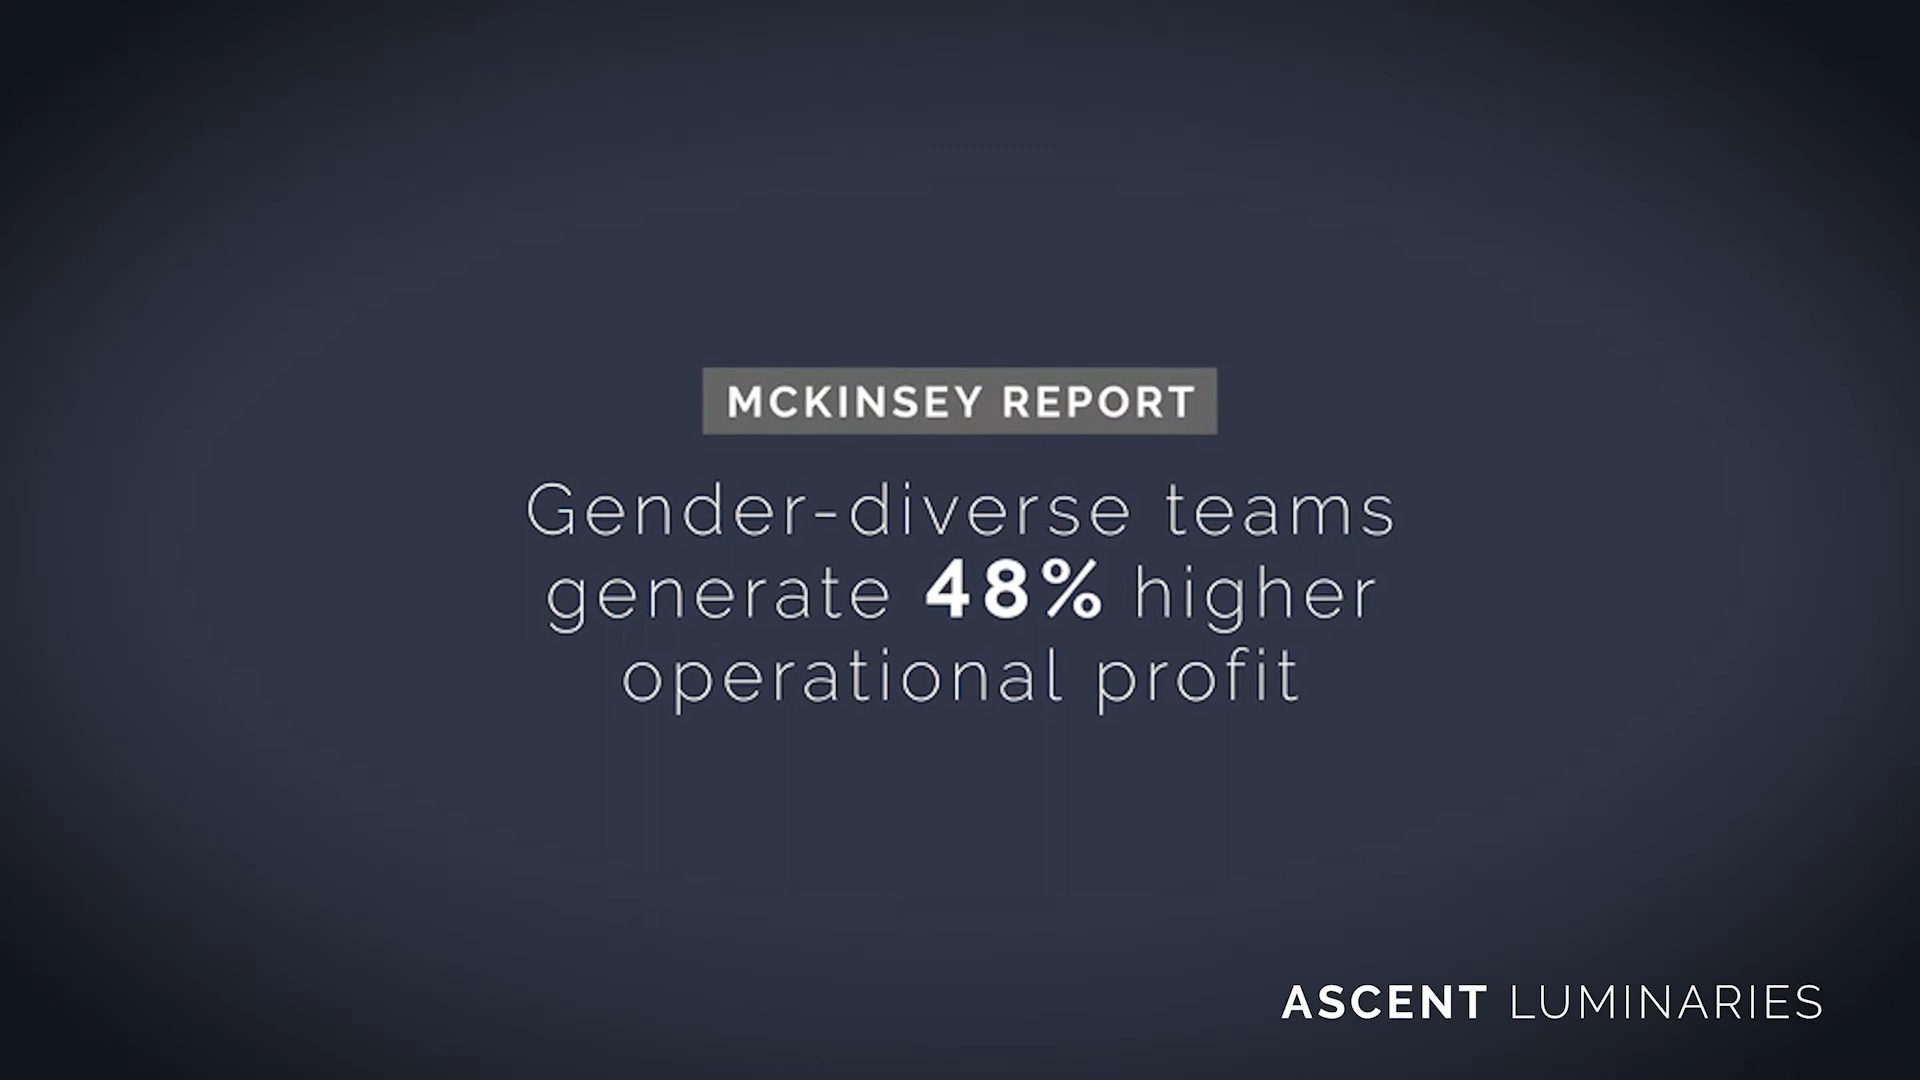 MCKINSEY REPORT
Gender-diverse teams
generate 48% higher
operational profit
ASCENT LUMINARIES